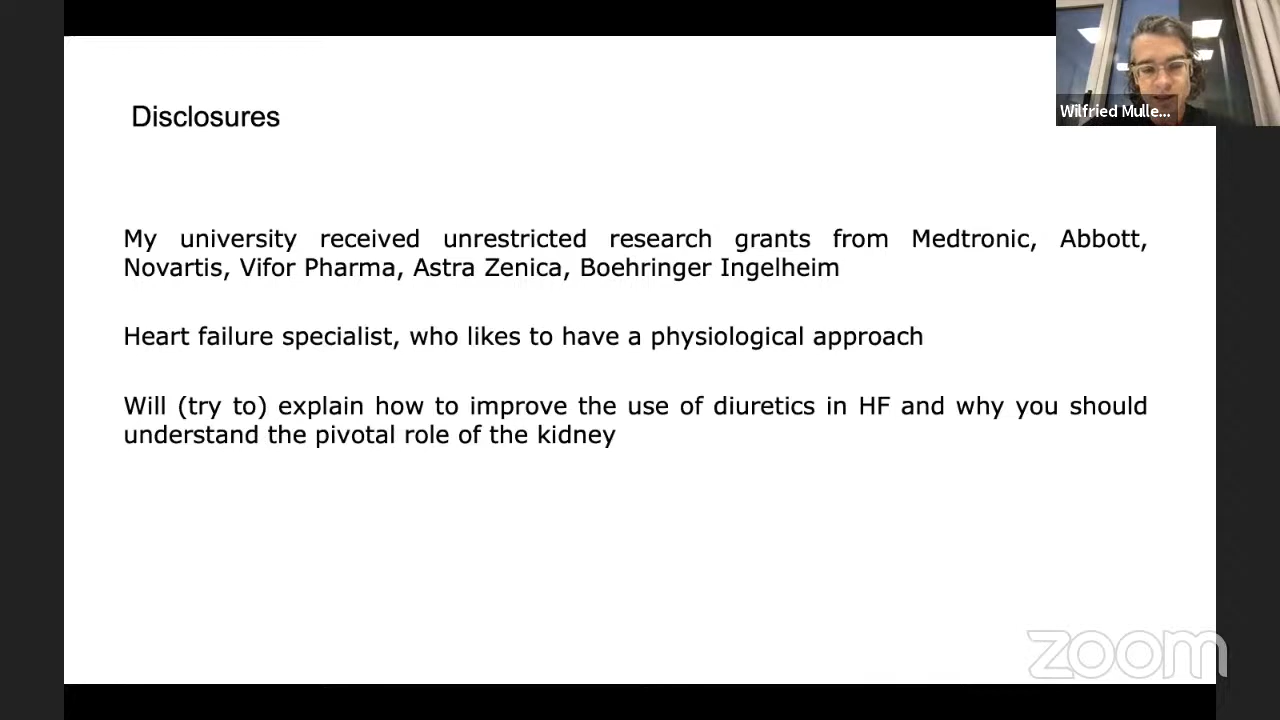 Disclosures
Wilfried Mulle...
My university received unrestricted research grants from Medtronic, Abbott,
Novartis, Vifor Pharma, Astra Zenica, Boehringer Ingelheim
Heart failure specialist, who likes to have a physiological approach
Will (try to) explain how to improve the use of diuretics in HF and why you should
understand the pivotal role of the kidney
zoom